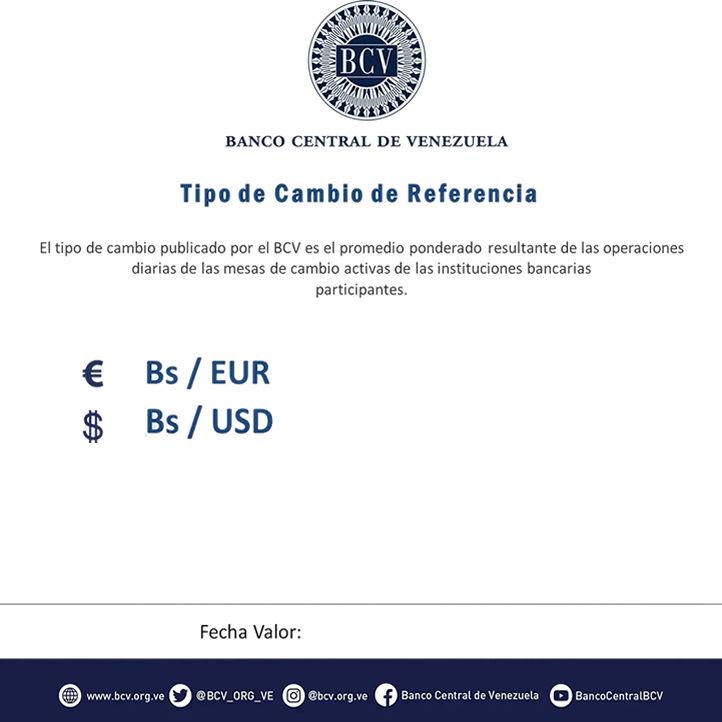 BCV
BANCO CENTRAL DE VENEZUELA
Tipo de Cambio de Referencia
El tipo de cambio publicado por el BCV es el promedio ponderado resultante de las operaciones
diarias de las mesas de cambio activas de las instituciones bancarias
participantes.
€ Bs / EUR
$ Bs / USD
Fecha Valor:
www.bcv.org.ve @BCV_ORG_VE @bcv.org.ve Banco Central de Venezuela BancoCentralBCV